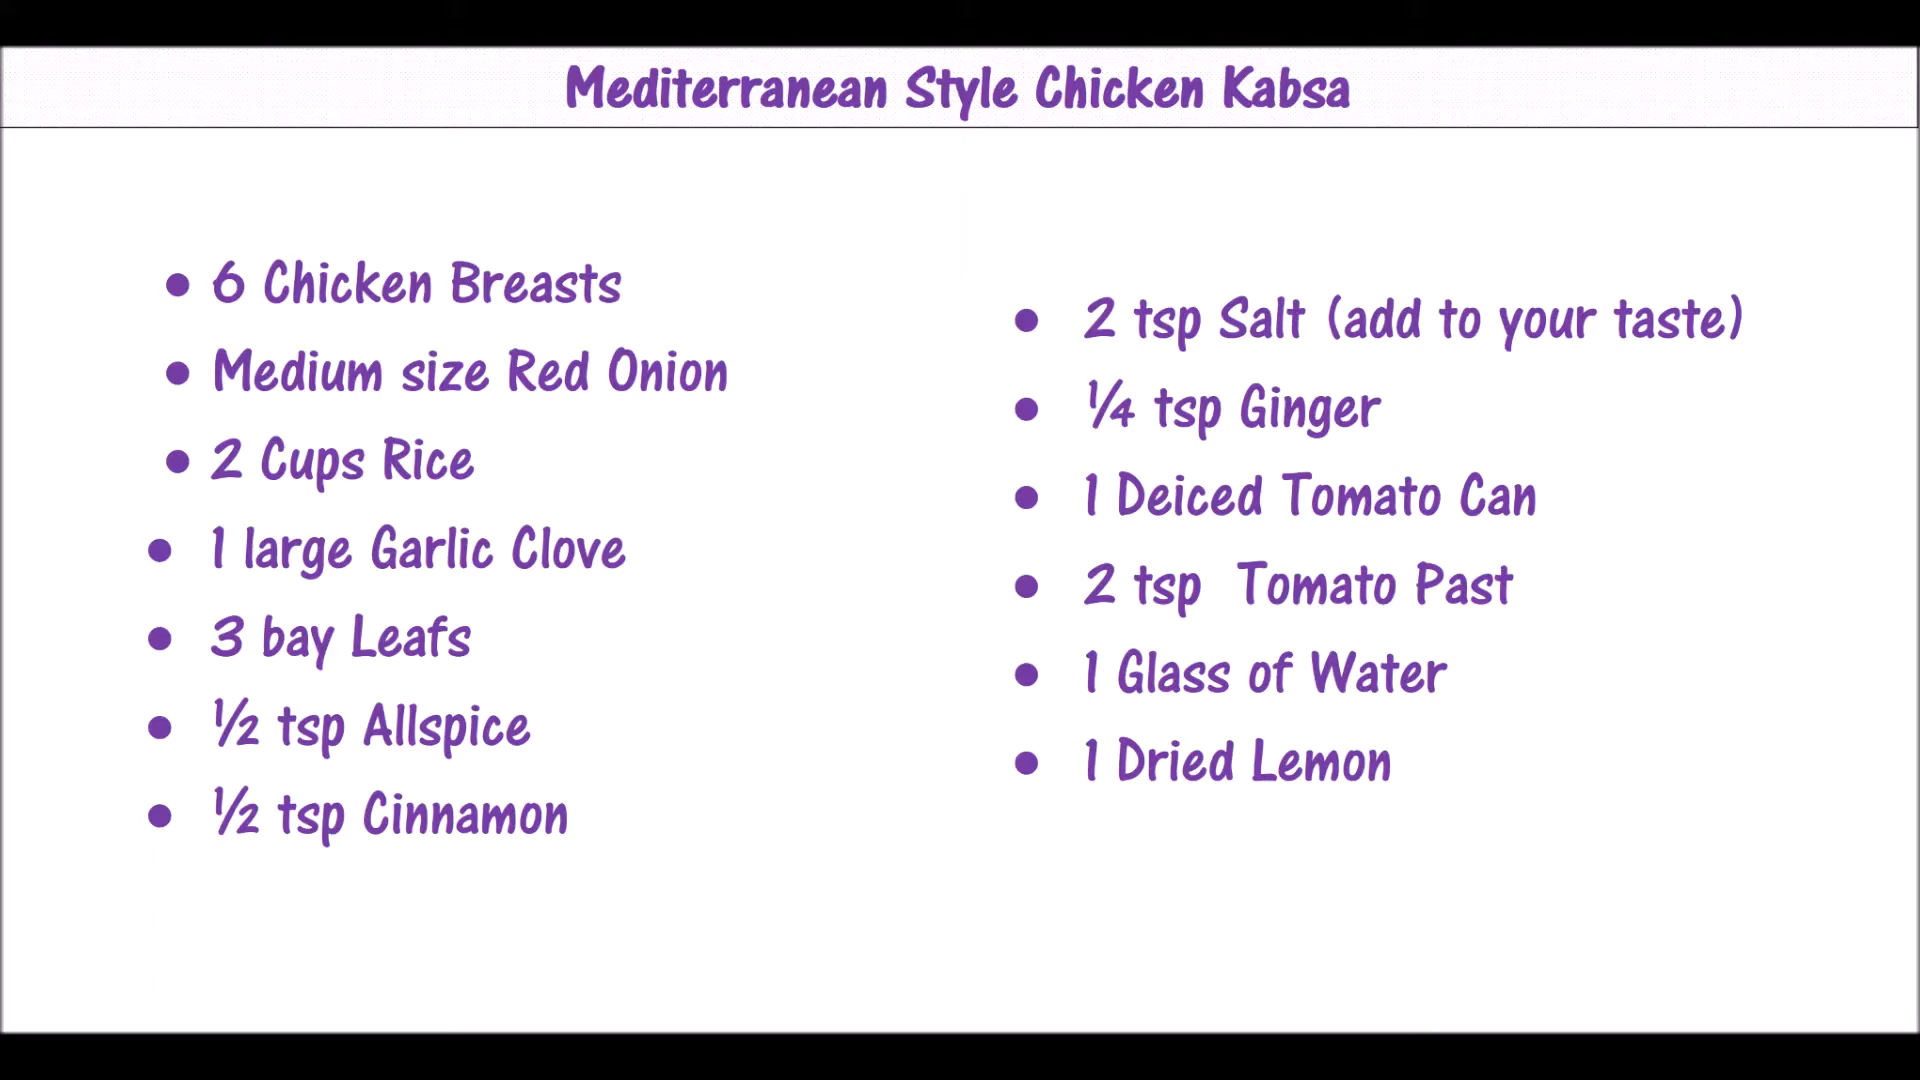 Mediterranean Style Chicken Kabsa
● 6 Chicken Breasts
● Medium size Red Onion
● 2 Cups Rice
● 1 large Garlic Clove
● 3 bay Leafs
● ½ tsp Allspice
● ½ tsp Cinnamon
● 2 tsp Salt (add to your taste)
● ¼ tsp Ginger
● 1 Deiced Tomato Can
● 2 tsp Tomato Past
● 1 Glass of Water
● 1 Dried Lemon